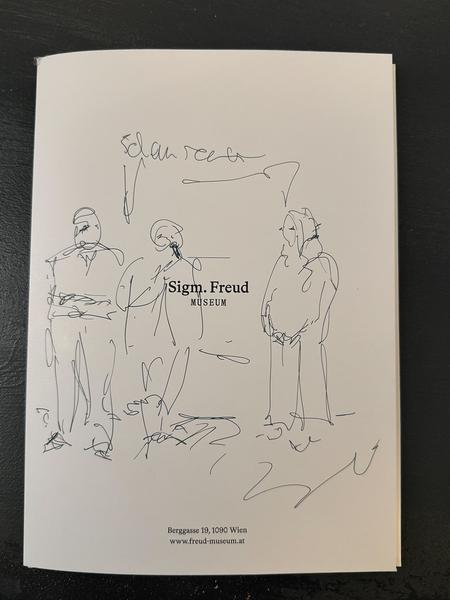 Sigm. Freud
MUSEUM
Berggasse 19, 1090 Wien
www.freud-museum.at